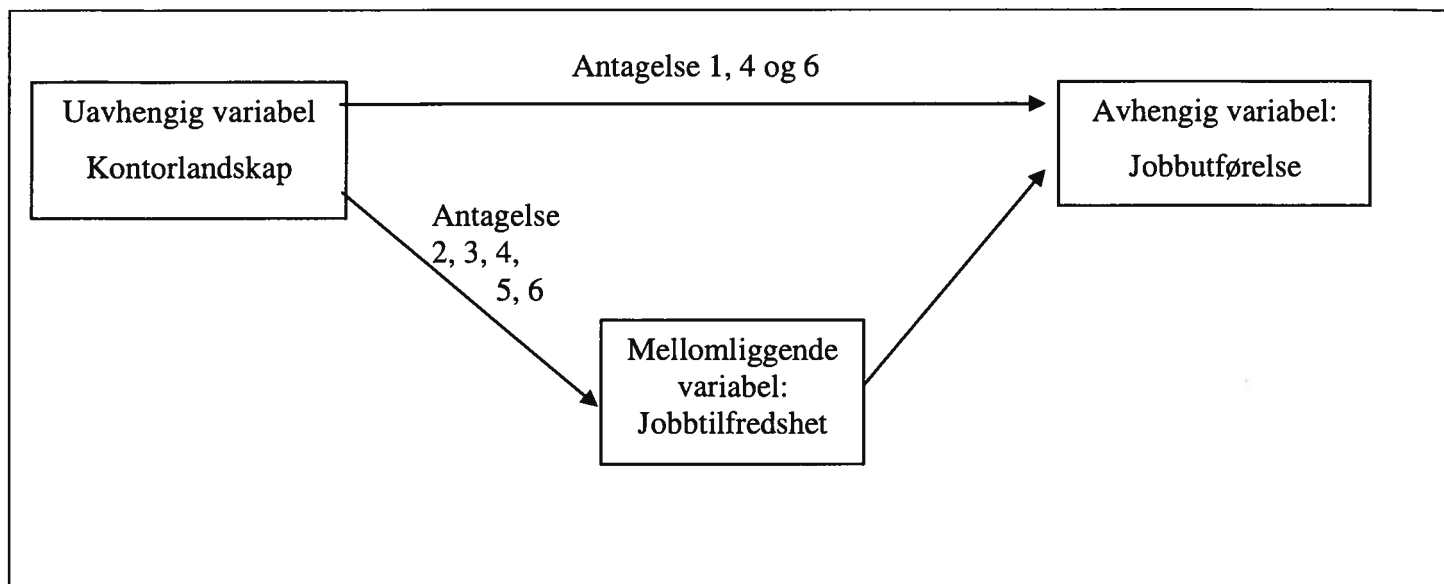 Antagelse 1, 4 og 6
Uavhengig variabel
Kontorlandskap
Avhengig variabel:
Jobbutførelse
Antagelse
2, 3, 4,
5, 6
Mellomliggende
variabel:
Jobbtilfredshet